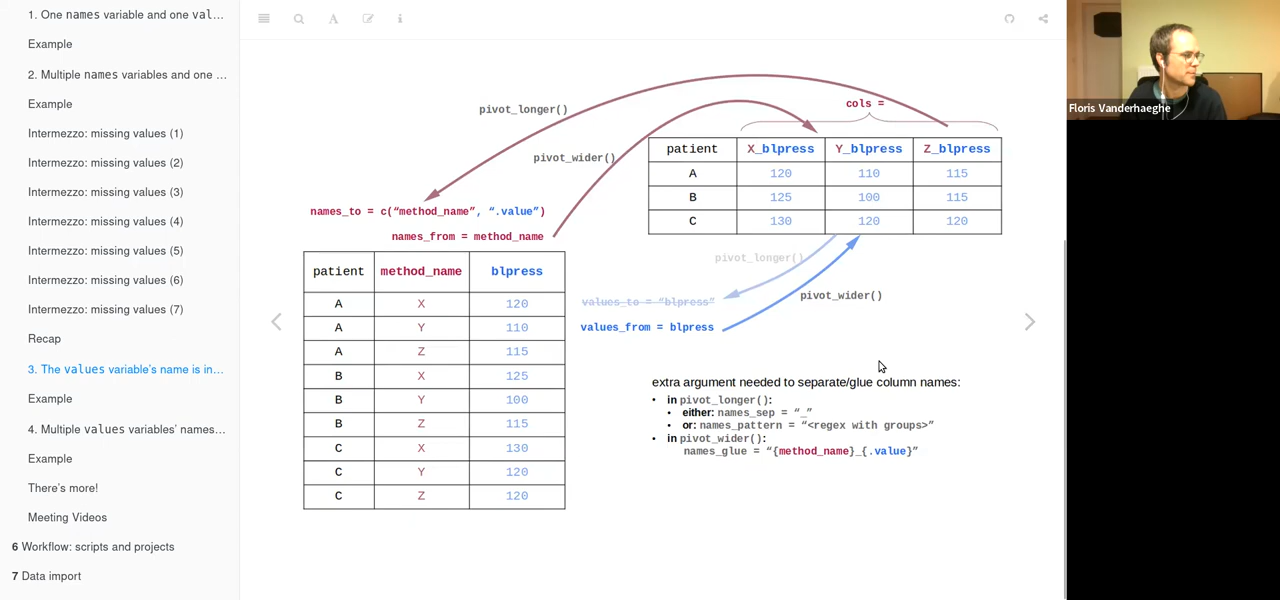 1. One names variable and one val…
Example
2. Multiple names variables and one …
Example
Intermezzo: missing values (1)
Intermezzo: missing values (2)
Intermezzo: missing values (3)
Intermezzo: missing values (4)
Intermezzo: missing values (5)
Intermezzo: missing values (6)
Intermezzo: missing values (7)
Recap
3. The values variable’s name is in…
Example
4. Multiple values variables’ names…
Example
There’s more!
Meeting Videos
6 Workflow: scripts and projects
7 Data import
pivot_longer()
pivot_wider()
cols =
patient X_blpress Y_blpress Z_blpress
A 120 110 115
B 125 100 115
C 130 120 120
names_to = c(“method_name”, “.value”)
names_from = method_name
patient method_name blpress
A X 120
A Y 110
A Z 115
B X 125
B Y 100
B Z 115
C X 130
C Y 120
C Z 120
pivot_longer()
values_to = “blpress”
pivot_wider()
values_from = blpress
extra argument needed to separate/glue column names:
• in pivot_longer():
• either: names_sep = “_”
• or: names_pattern = “<regex with groups>”
• in pivot_wider():
names_glue = “{method_name}_{.value}”
Floris Vanderhaeghe